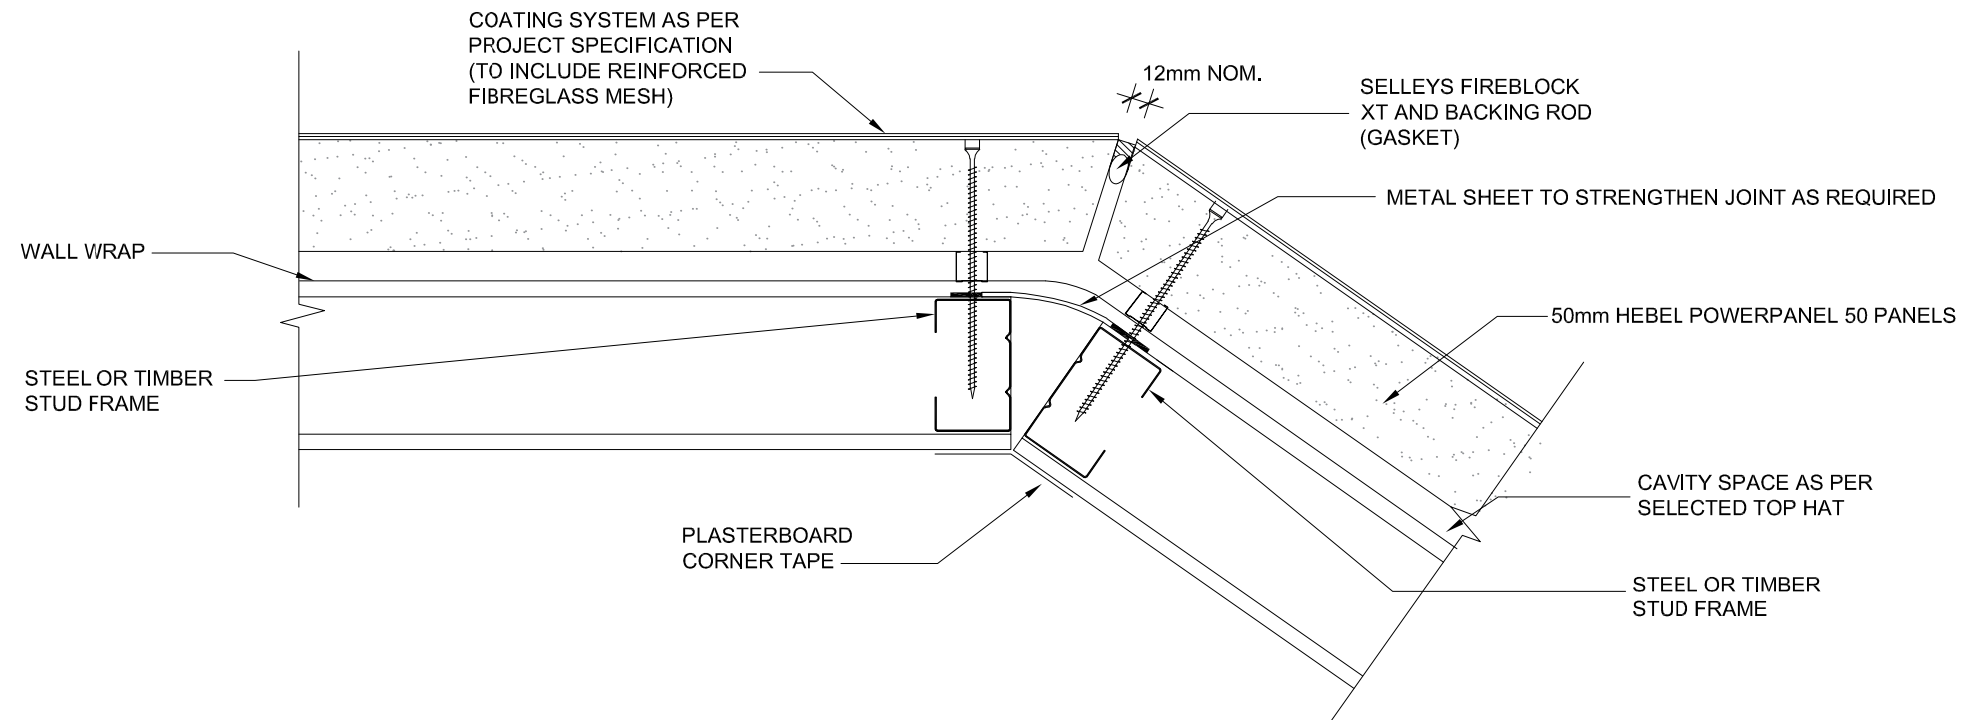 COATING SYSTEM AS PER
PROJECT SPECIFICATION
(TO INCLUDE REINFORCED
FIBREGLASS MESH)
12mm NOM.
SELLEYS FIREBLOCK
XT AND BACKING ROD
(GASKET)
METAL SHEET TO STRENGTHEN JOINT AS REQUIRED
WALL WRAP
50mm HEBEL POWERPANEL 50 PANELS
STEEL OR TIMBER
STUD FRAME
CAVITY SPACE AS PER
SELECTED TOP HAT
PLASTERBOARD
CORNER TAPE
STEEL OR TIMBER
STUD FRAME